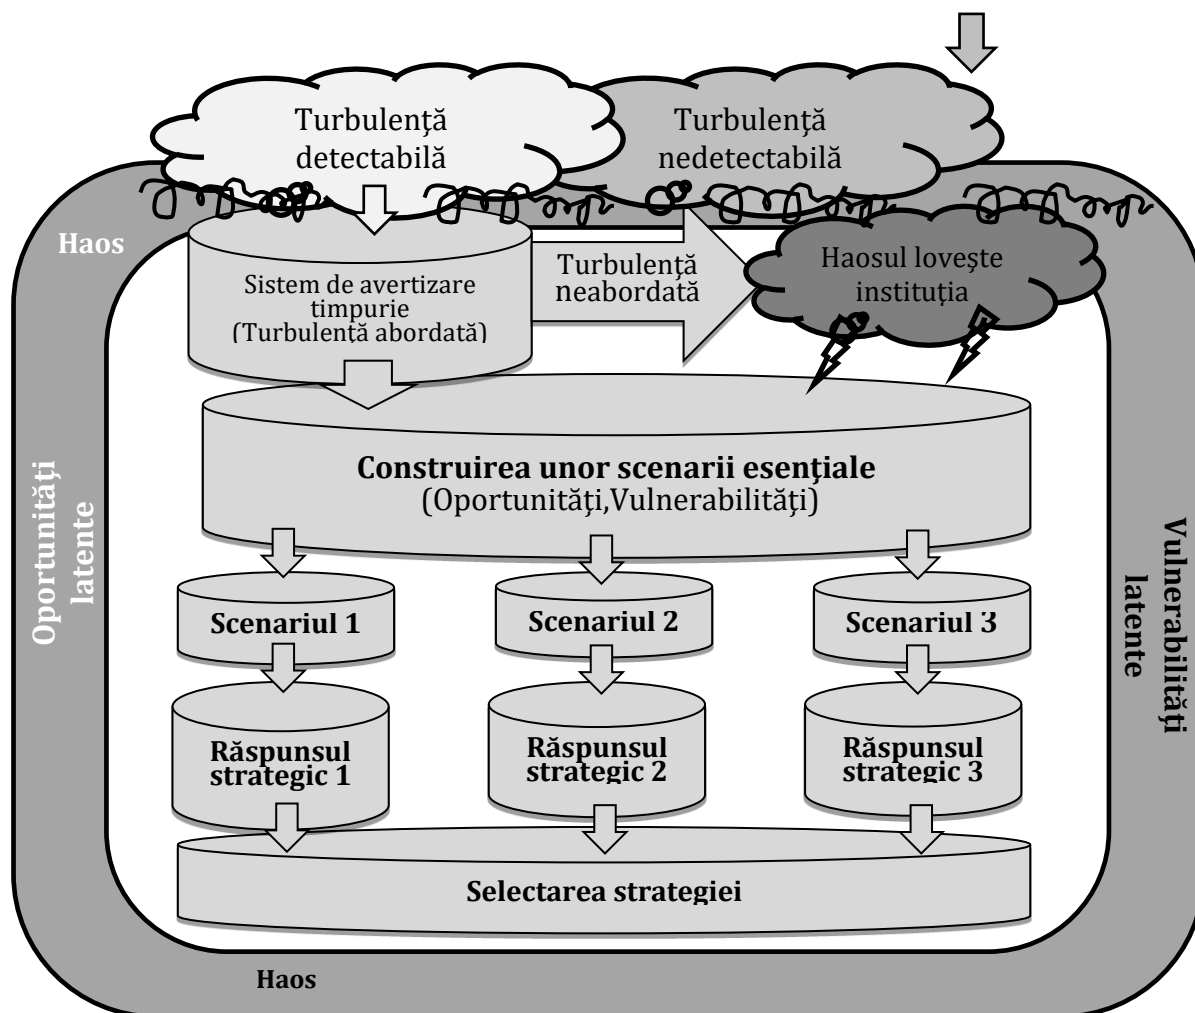 Turbulenţă
detectabilă
Turbulenţă
nedetectabilă
Haos
Sistem de avertizare
timpurie
(Turbulenţă abordată)
Turbulenţă
neabordată
Haosul loveşte
instituţia
Construirea unor scenarii esenţiale
(Oportunităţi,Vulnerabilităţi)
Oportunităţi
latente
Vulnerabilităţi
latente
Scenariul 1
Scenariul 2
Scenariul 3
Răspunsul
strategic 1
Răspunsul
strategic 2
Răspunsul
strategic 3
Selectarea strategiei
Haos